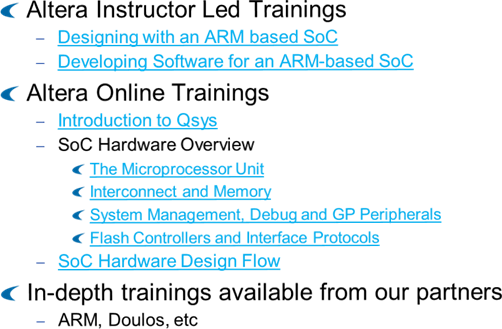 Altera Instructor Led Trainings
– Designing with an ARM based SoC
– Developing Software for an ARM-based SoC
Altera Online Trainings
– Introduction to Qsys
– SoC Hardware Overview
The Microprocessor Unit
Interconnect and Memory
System Management, Debug and GP Peripherals
Flash Controllers and Interface Protocols
– SoC Hardware Design Flow
In-depth trainings available from our partners
– ARM, Doulos, etc